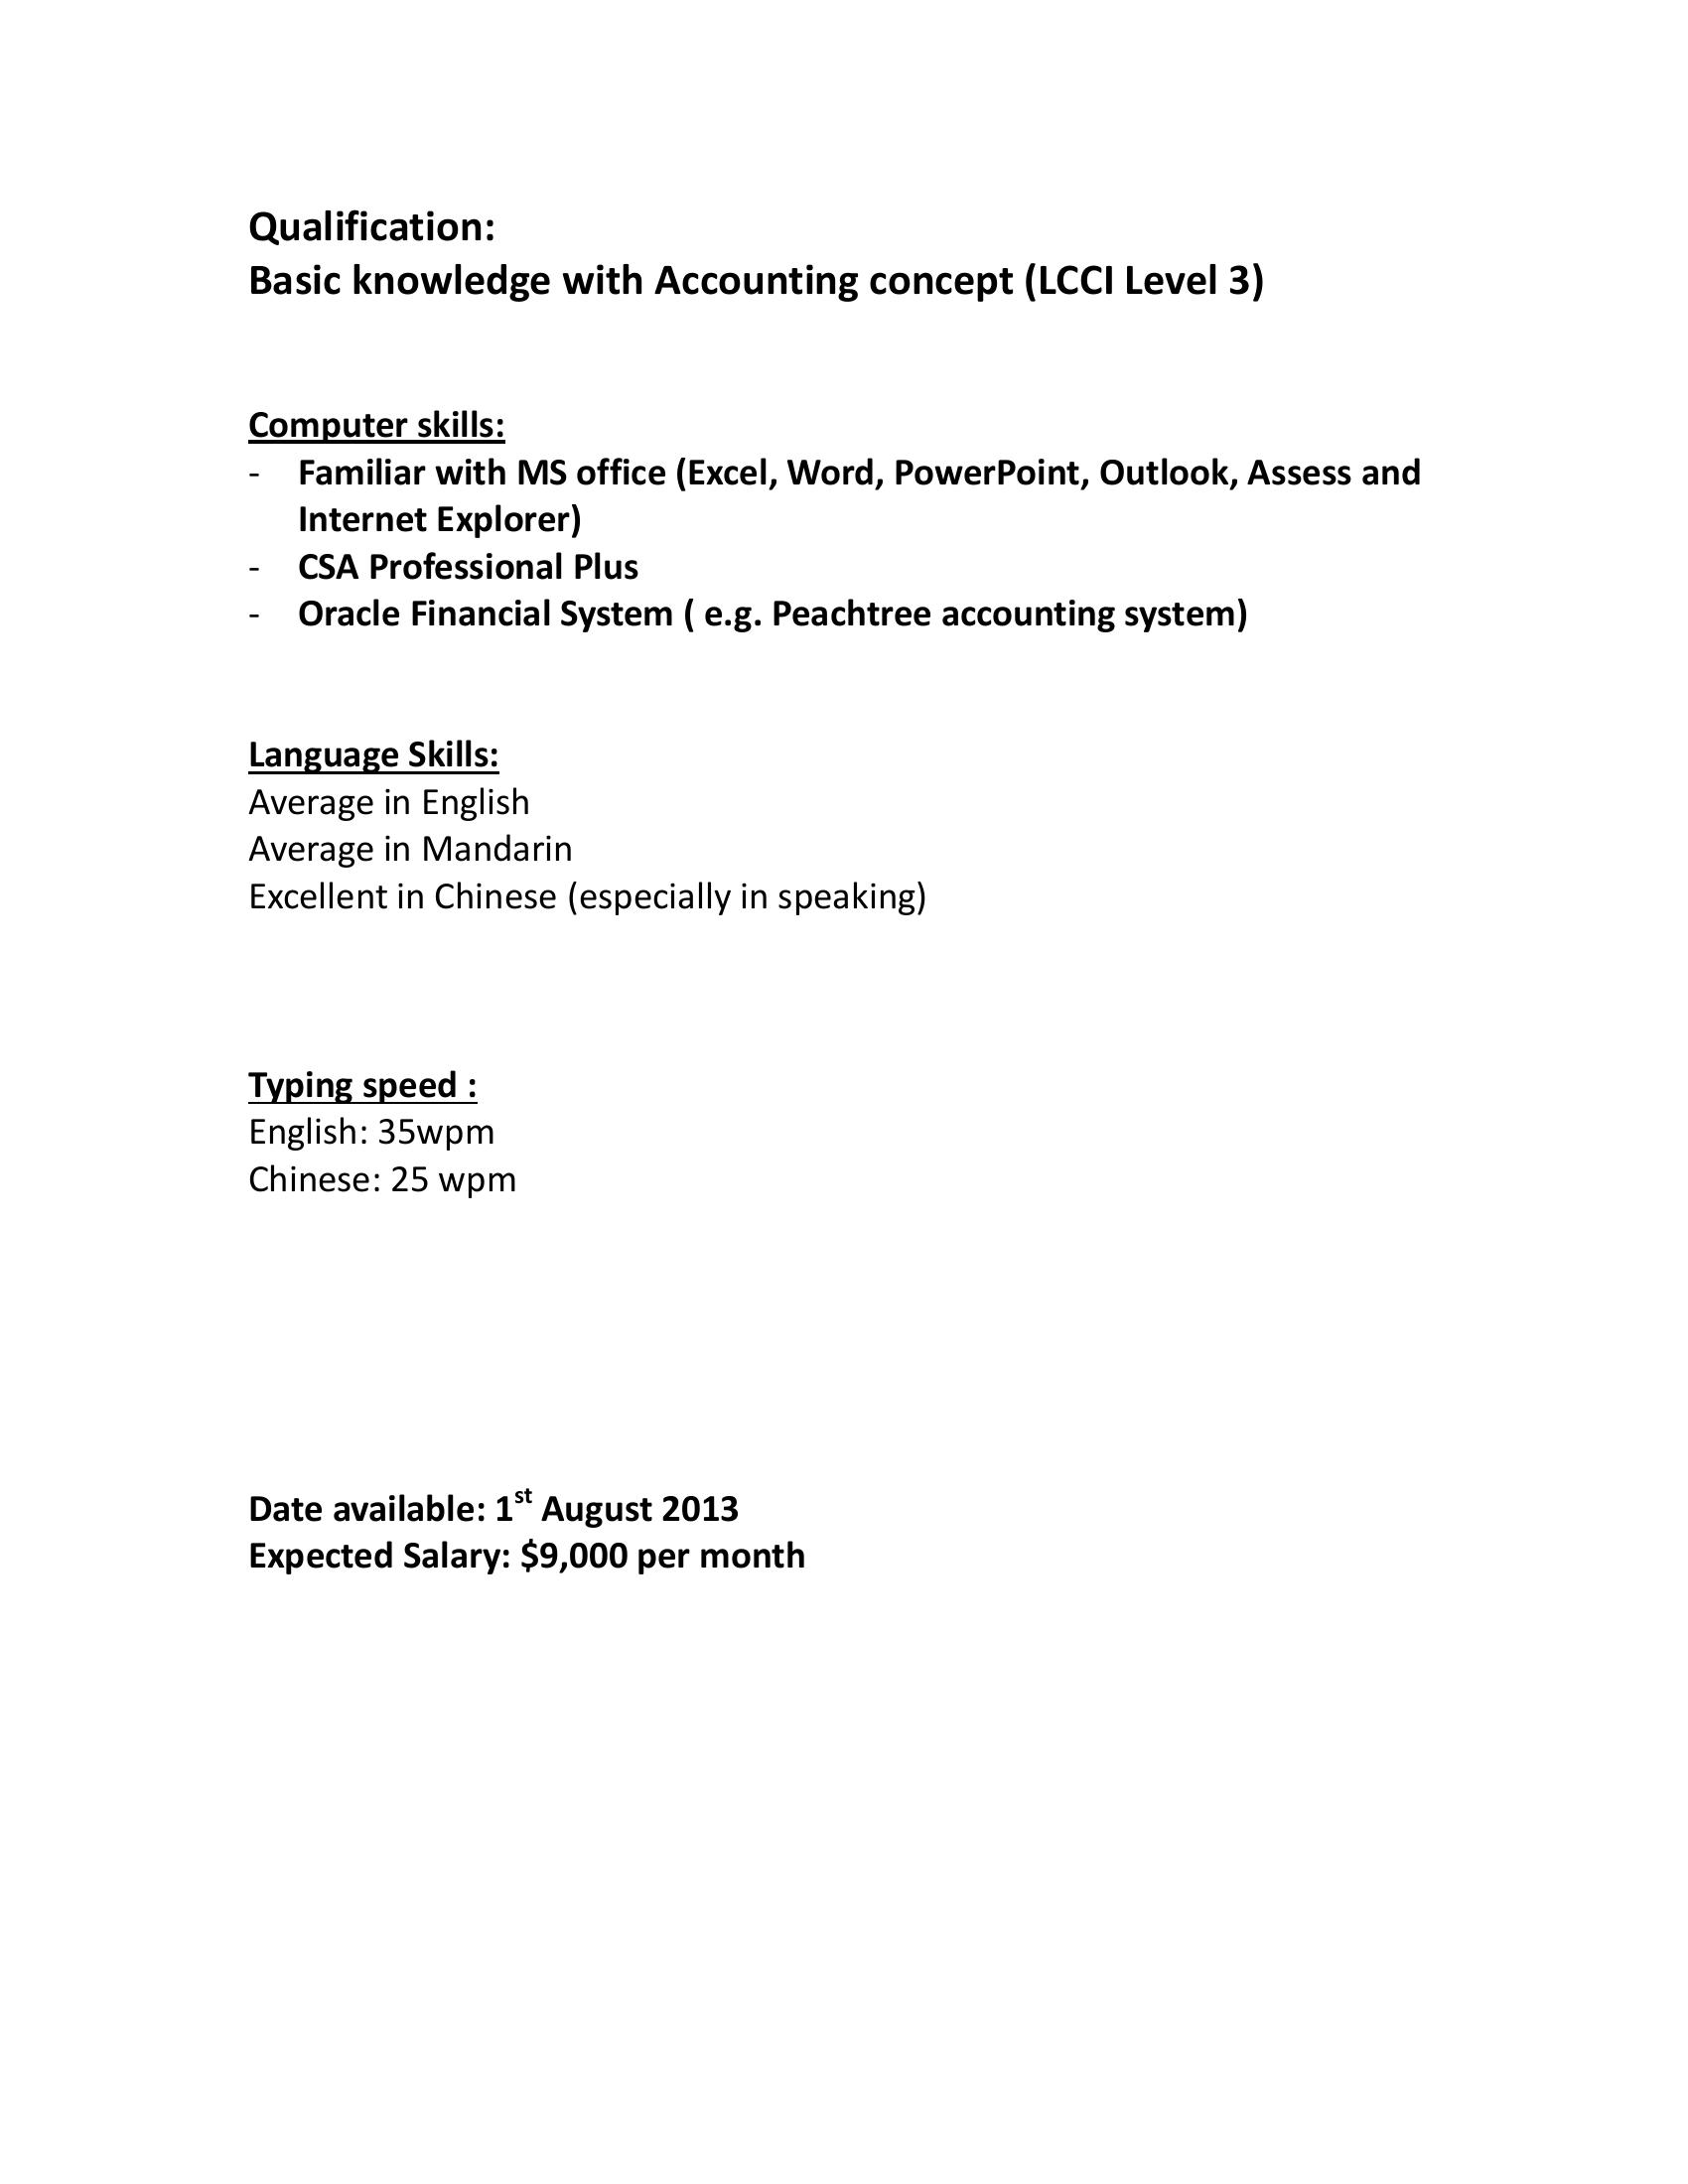 Qualification:
Basic knowledge with Accounting concept (LCCI Level 3)
Computer skills:
- Familiar with MS office (Excel, Word, PowerPoint, Outlook, Assess and
Internet Explorer)
- CSA Professional Plus
- Oracle Financial System ( e.g. Peachtree accounting system)
Language Skills:
Average in English
Average in Mandarin
Excellent in Chinese (especially in speaking)
Typing speed :
English: 35wpm
Chinese: 25 wpm
Date available: 1st August 2013
Expected Salary: $9,000 per month